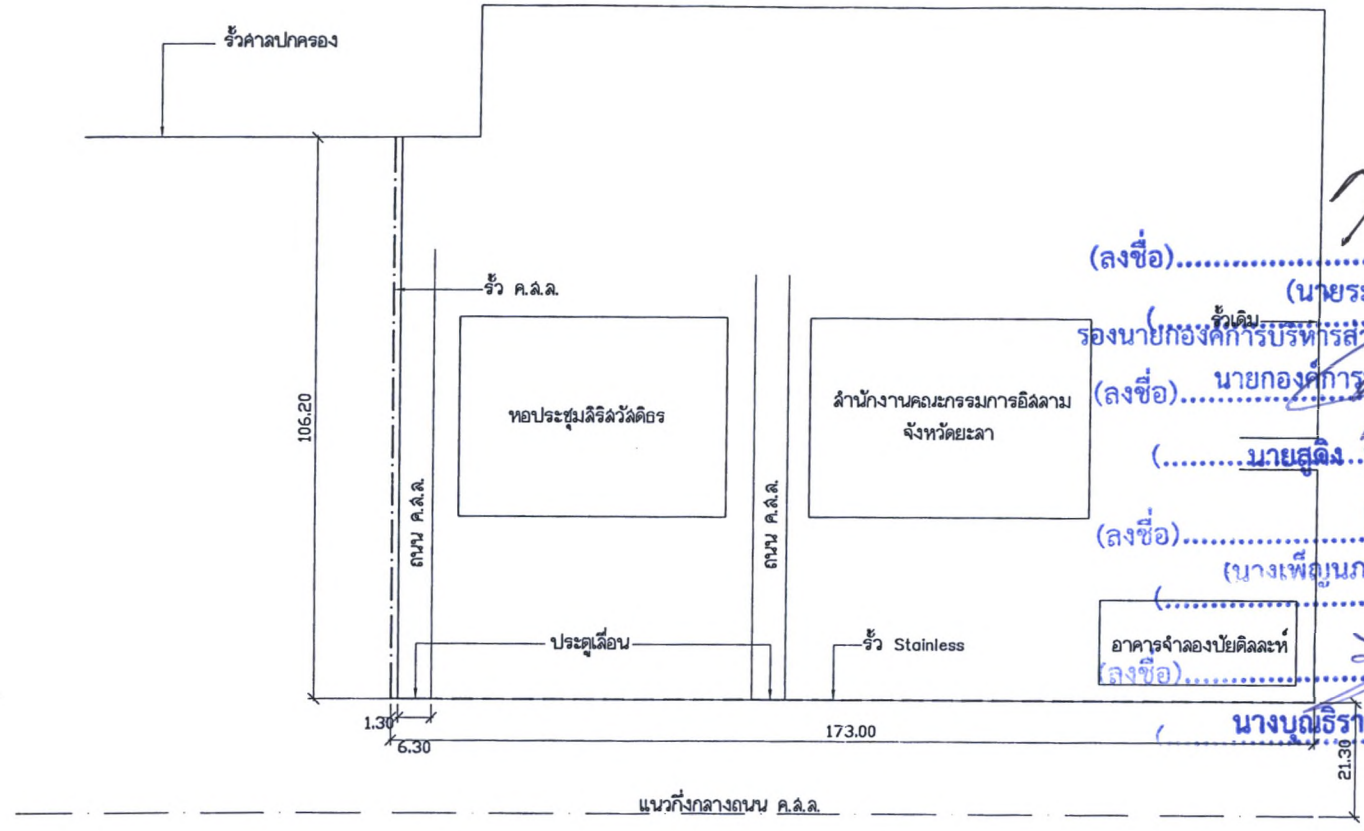 รั้วศาลปกครอง
(ลงชื่อ)
รั้ว ค.ส.ล.
(นายระ
รั้วเดิม
รองนายกองค์การบริหารส่
106.20
หอประชุมสิริสวัสดิธร
สำนักงานคณะกรรมการอิสลาม
จังหวัดยะลา
(ลงชื่อ)
นายกองค์การ
(นายสูดิง
ถนน ค.ส.ล.
ถนน ค.ส.ล.
(ลงชื่อ)
(นางเพ็ญนภ
ประตูเลื่อน
รั้ว Stainless
อาคารจำลองปัยติลละห์
(ลงชื่อ)
1.30
6.30
173.00
(นางบุณธิรา
21.30
แนวกึ่งกลางถนน ค.ส.ล.